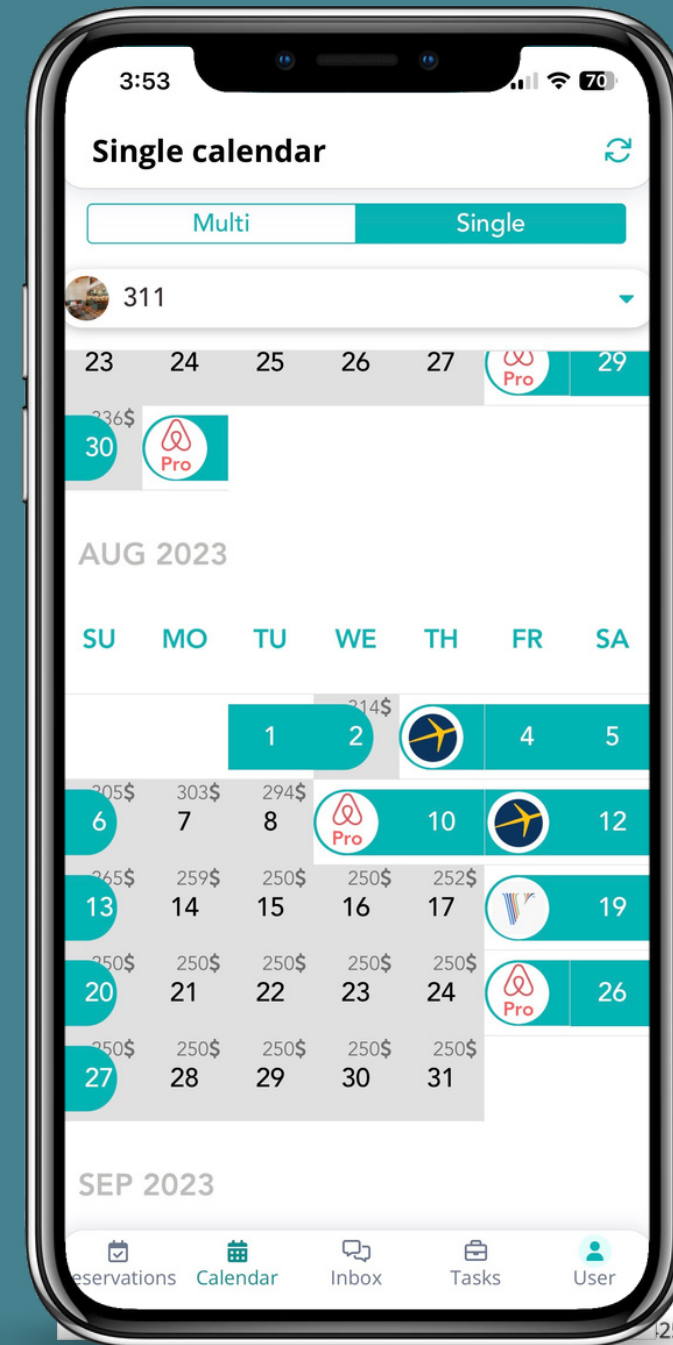 3:53
70
Single calendar
Multi Single
311
23 24 25 26 27 Pro 29
30 Pro
AUG 2023
SU MO TU WE TH FR SA
1 2 4 5
303$ 294$
6 7 8 Pro 10 12
259$ 250$ 250$ 252$
13 14 15 16 17 19
250$ 250$ 250$ 250$
20 21 22 23 24 Pro 26
250$ 250$ 250$ 250$
27 28 29 30 31
SEP 2023
eservations Calendar Inbox Tasks User